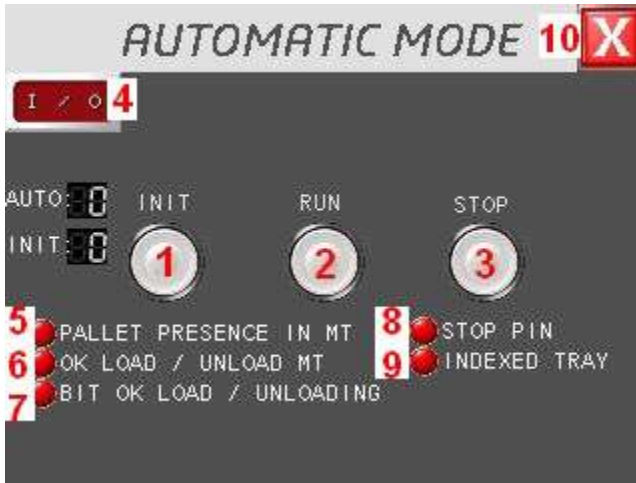 AUTOMATIC MODE 10 X
I / O 4
AUTO: 0 INIT RUN STOP
INIT: 0 1 2 3
5 PALLET PRESENCE IN MT 8 STOP PIN
6 OK LOAD / UNLOAD MT 9 INDEXED TRAY
7 BIT OK LOAD / UNLOADING